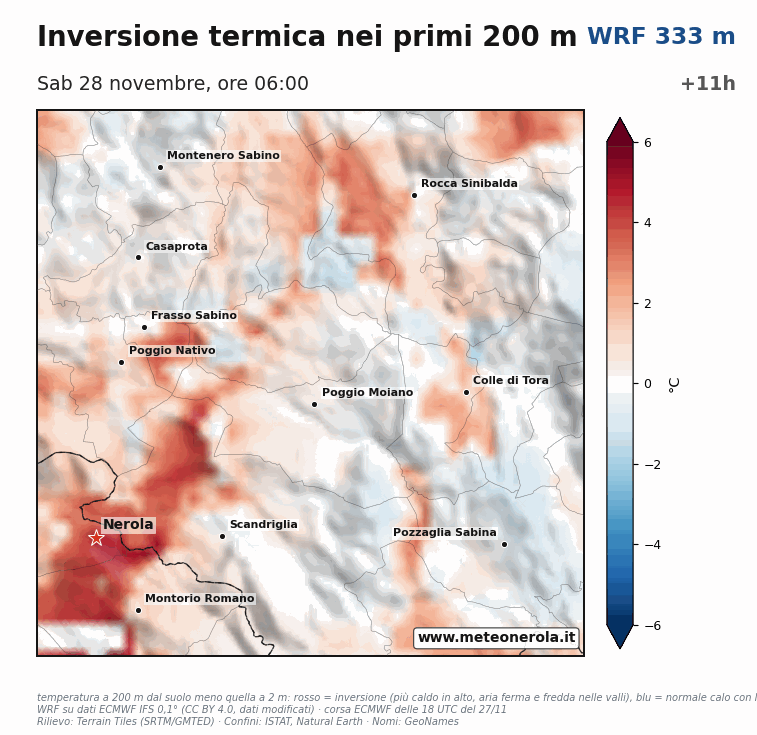 Inversione termica nei primi 200 m WRF 333 m
Sab 28 novembre, ore 06:00 +11h
Montenero Sabino
Rocca Sinibalda
Casaprota
Frasso Sabino
Poggio Nativo
Colle di Tora
Poggio Moiano
Nerola
Scandriglia
Pozzaglia Sabina
Montorio Romano
www.meteonerola.it
6
4
2
0
−2
−4
−6
°C
temperatura a 200 m dal suolo meno quella a 2 m: rosso = inversione (più caldo in alto, aria ferma e fredda nelle valli), blu = normale calo con
WRF su dati ECMWF IFS 0,1° (CC BY 4.0, dati modificati) · corsa ECMWF delle 18 UTC del 27/11
Rilievo: Terrain Tiles (SRTM/GMTED) · Confini: ISTAT, Natural Earth · Nomi: GeoNames